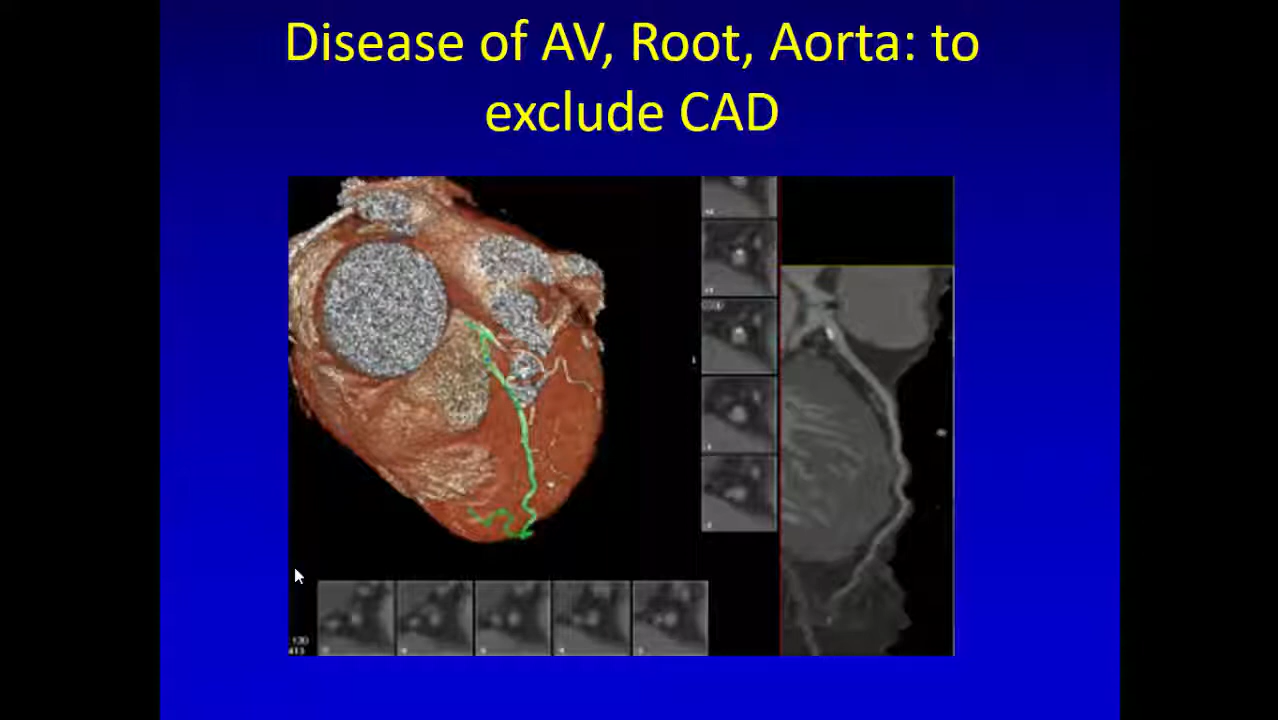 Disease of AV, Root, Aorta: to
exclude CAD